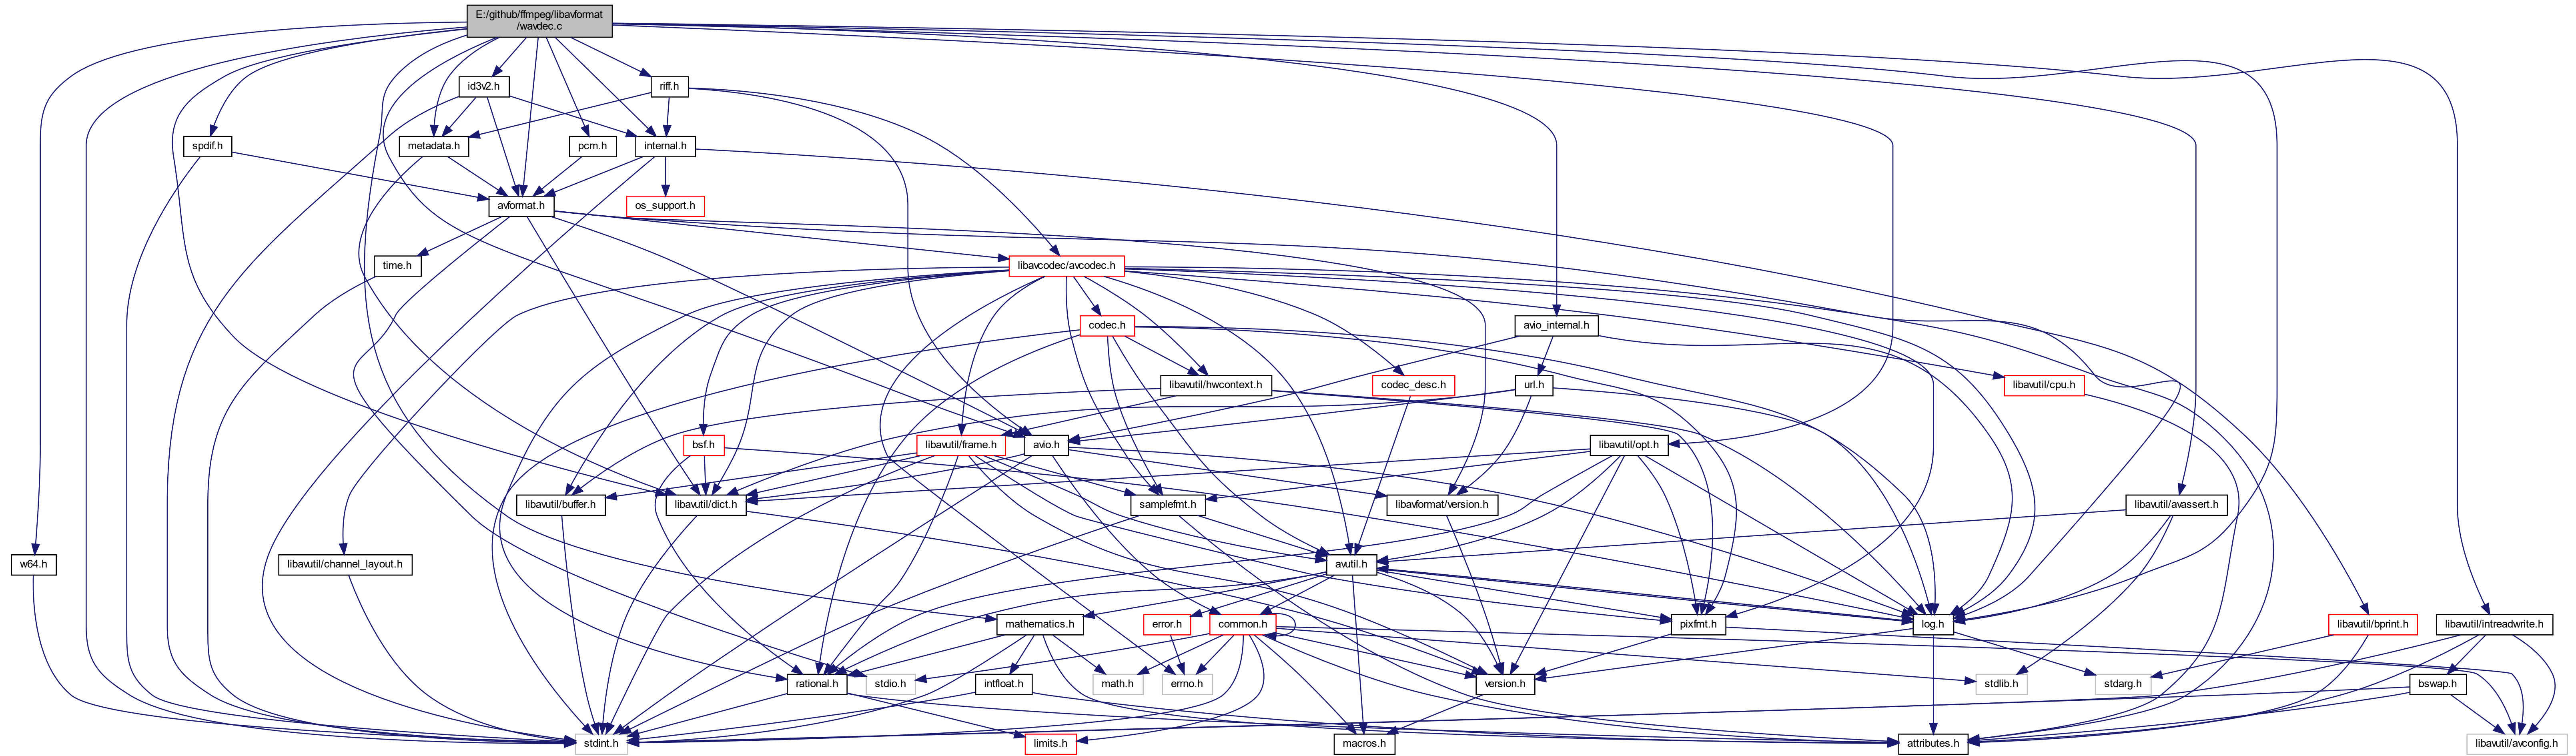 E:/github/ffmpeg/libavformat
/wavdec.c
id3v2.h
riff.h
spdif.h
metadata.h
pcm.h
internal.h
avformat.h
os_support.h
time.h
libavcodec/avcodec.h
codec.h
avio_internal.h
libavutil/hwcontext.h
codec_desc.h
url.h
libavutil/cpu.h
bsf.h
libavutil/frame.h
avio.h
libavutil/opt.h
libavutil/buffer.h
libavutil/dict.h
samplefmt.h
libavformat/version.h
libavutil/avassert.h
w64.h
libavutil/channel_layout.h
avutil.h
mathematics.h
error.h
common.h
pixfmt.h
log.h
libavutil/bprint.h
libavutil/intreadwrite.h
rational.h
stdio.h
intfloat.h
math.h
errno.h
version.h
stdlib.h
stdarg.h
bswap.h
stdint.h
limits.h
macros.h
attributes.h
libavutil/avconfig.h